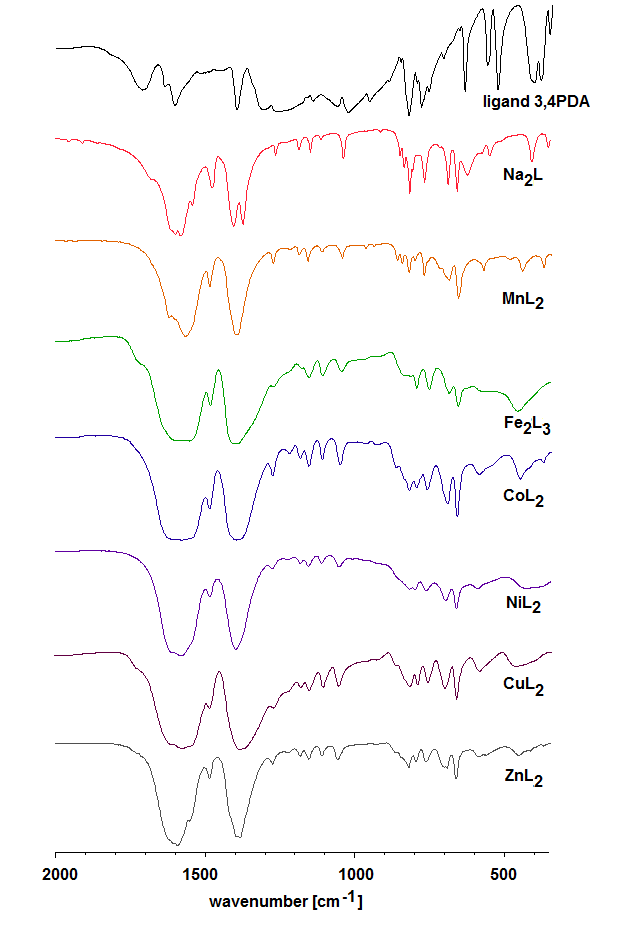 ligand 3,4PDA
Na₂L
MnL₂
Fe₂L₃
CoL₂
NiL₂
CuL₂
ZnL₂
2000 1500 1000 500
wavenumber [cm⁻¹]